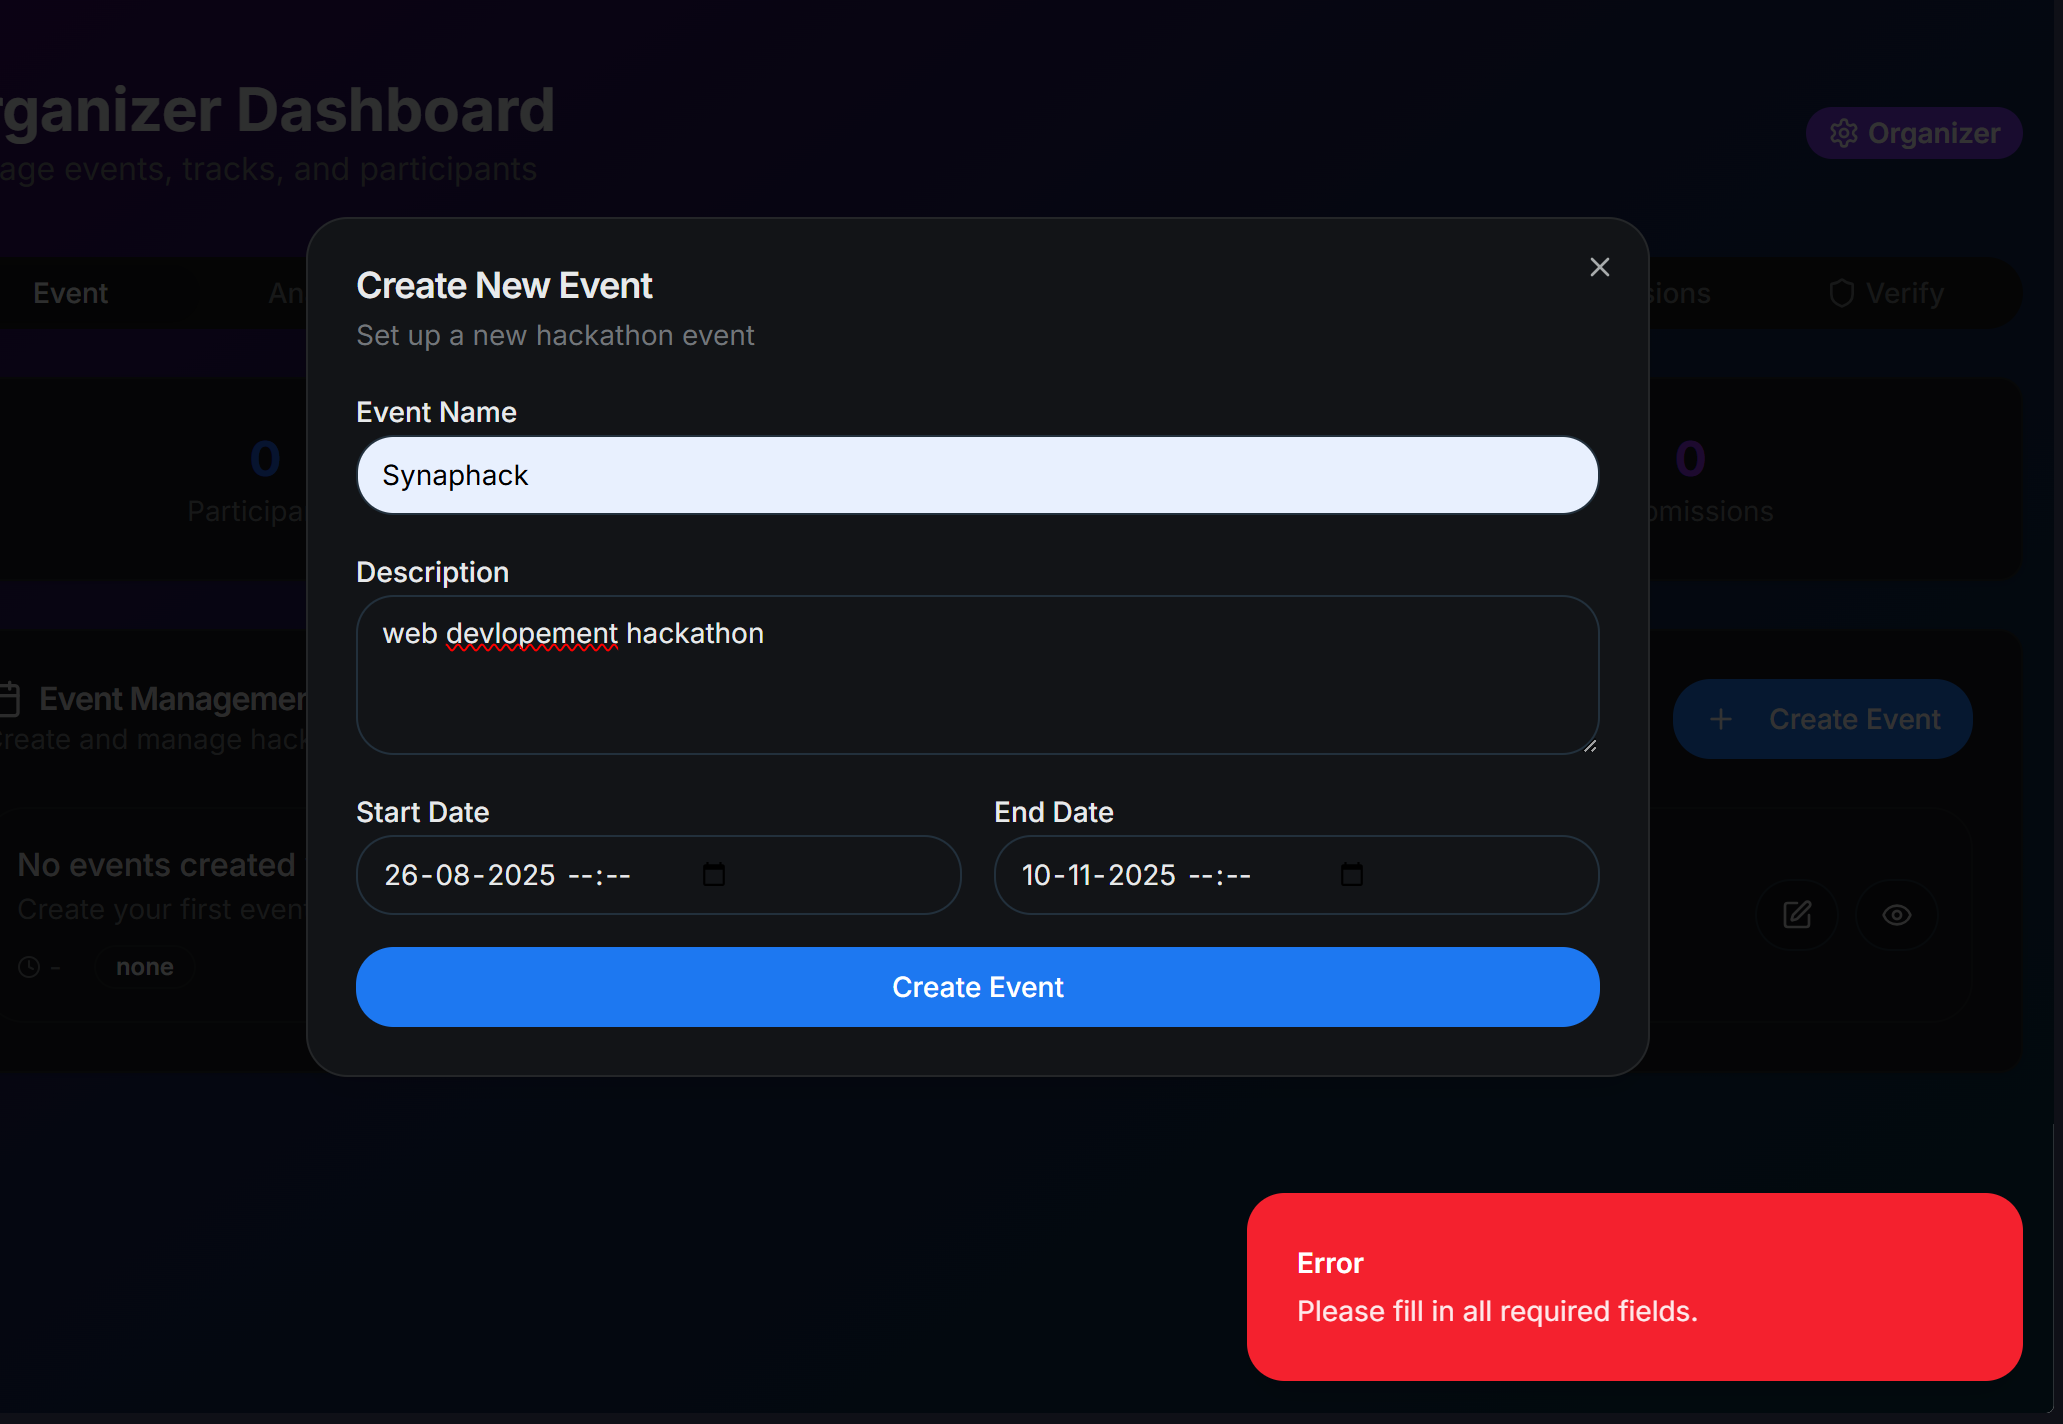 rganizer Dashboard
age events, tracks, and participants
Organizer
Event
An
sions
Verify
0
Participa
0
omissions
Create New Event
Set up a new hackathon event
Event Name
Synaphack
Description
web devlopement hackathon
Start Date
End Date
26-08-2025 --:--
10-11-2025 --:--
Create Event
Event Managemen
Create and manage hack
Create Event
No events created
Create your first event
-
none
Error
Please fill in all required fields.